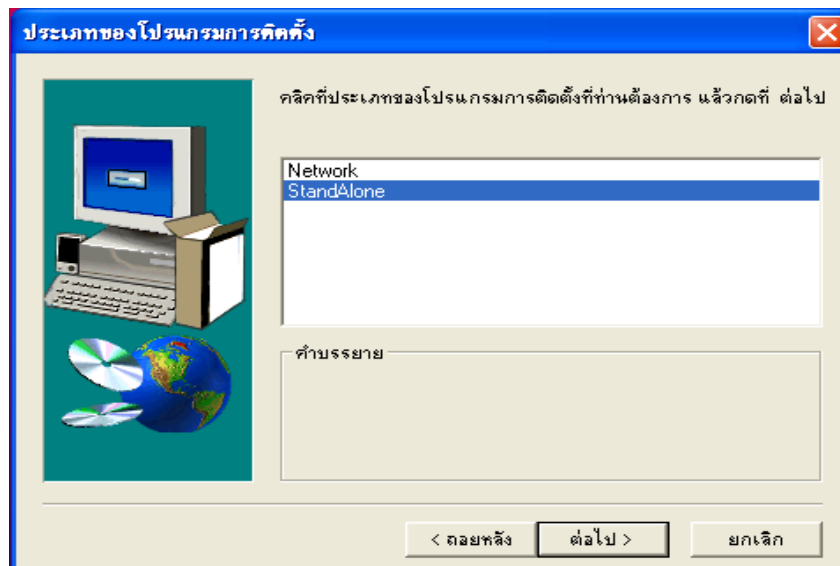 ประเภทของโปรแกรมการติดตั้ง
คลิคที่ประเภทของโปรแกรมการติดตั้งที่ท่านต้องการ แล้วกดที่ ต่อไป
Network
StandAlone
คำบรรยาย
< ถอยหลัง
ต่อไป >
ยกเลิก